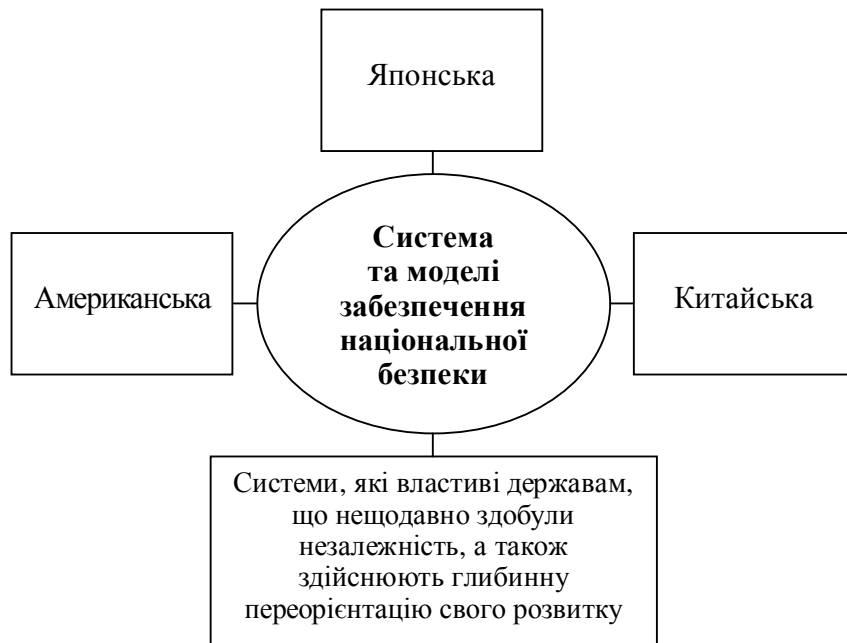 Японська
Американська
Система
та моделі
забезпечення
національної
безпеки
Китайська
Системи, які властиві державам,
що нещодавно здобули
незалежність, а також
здійснюють глибинну
переорієнтацію свого розвитку